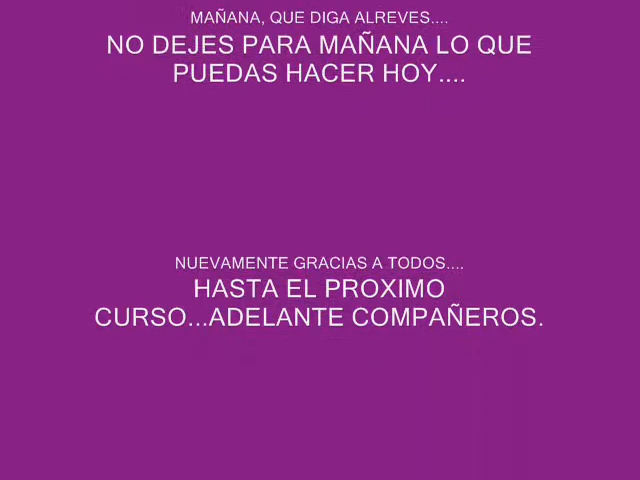 MAÑANA, QUE DIGA ALREVES....
NO DEJES PARA MAÑANA LO QUE
PUEDAS HACER HOY....
NUEVAMENTE GRACIAS A TODOS....
HASTA EL PROXIMO
CURSO...ADELANTE COMPAÑEROS.